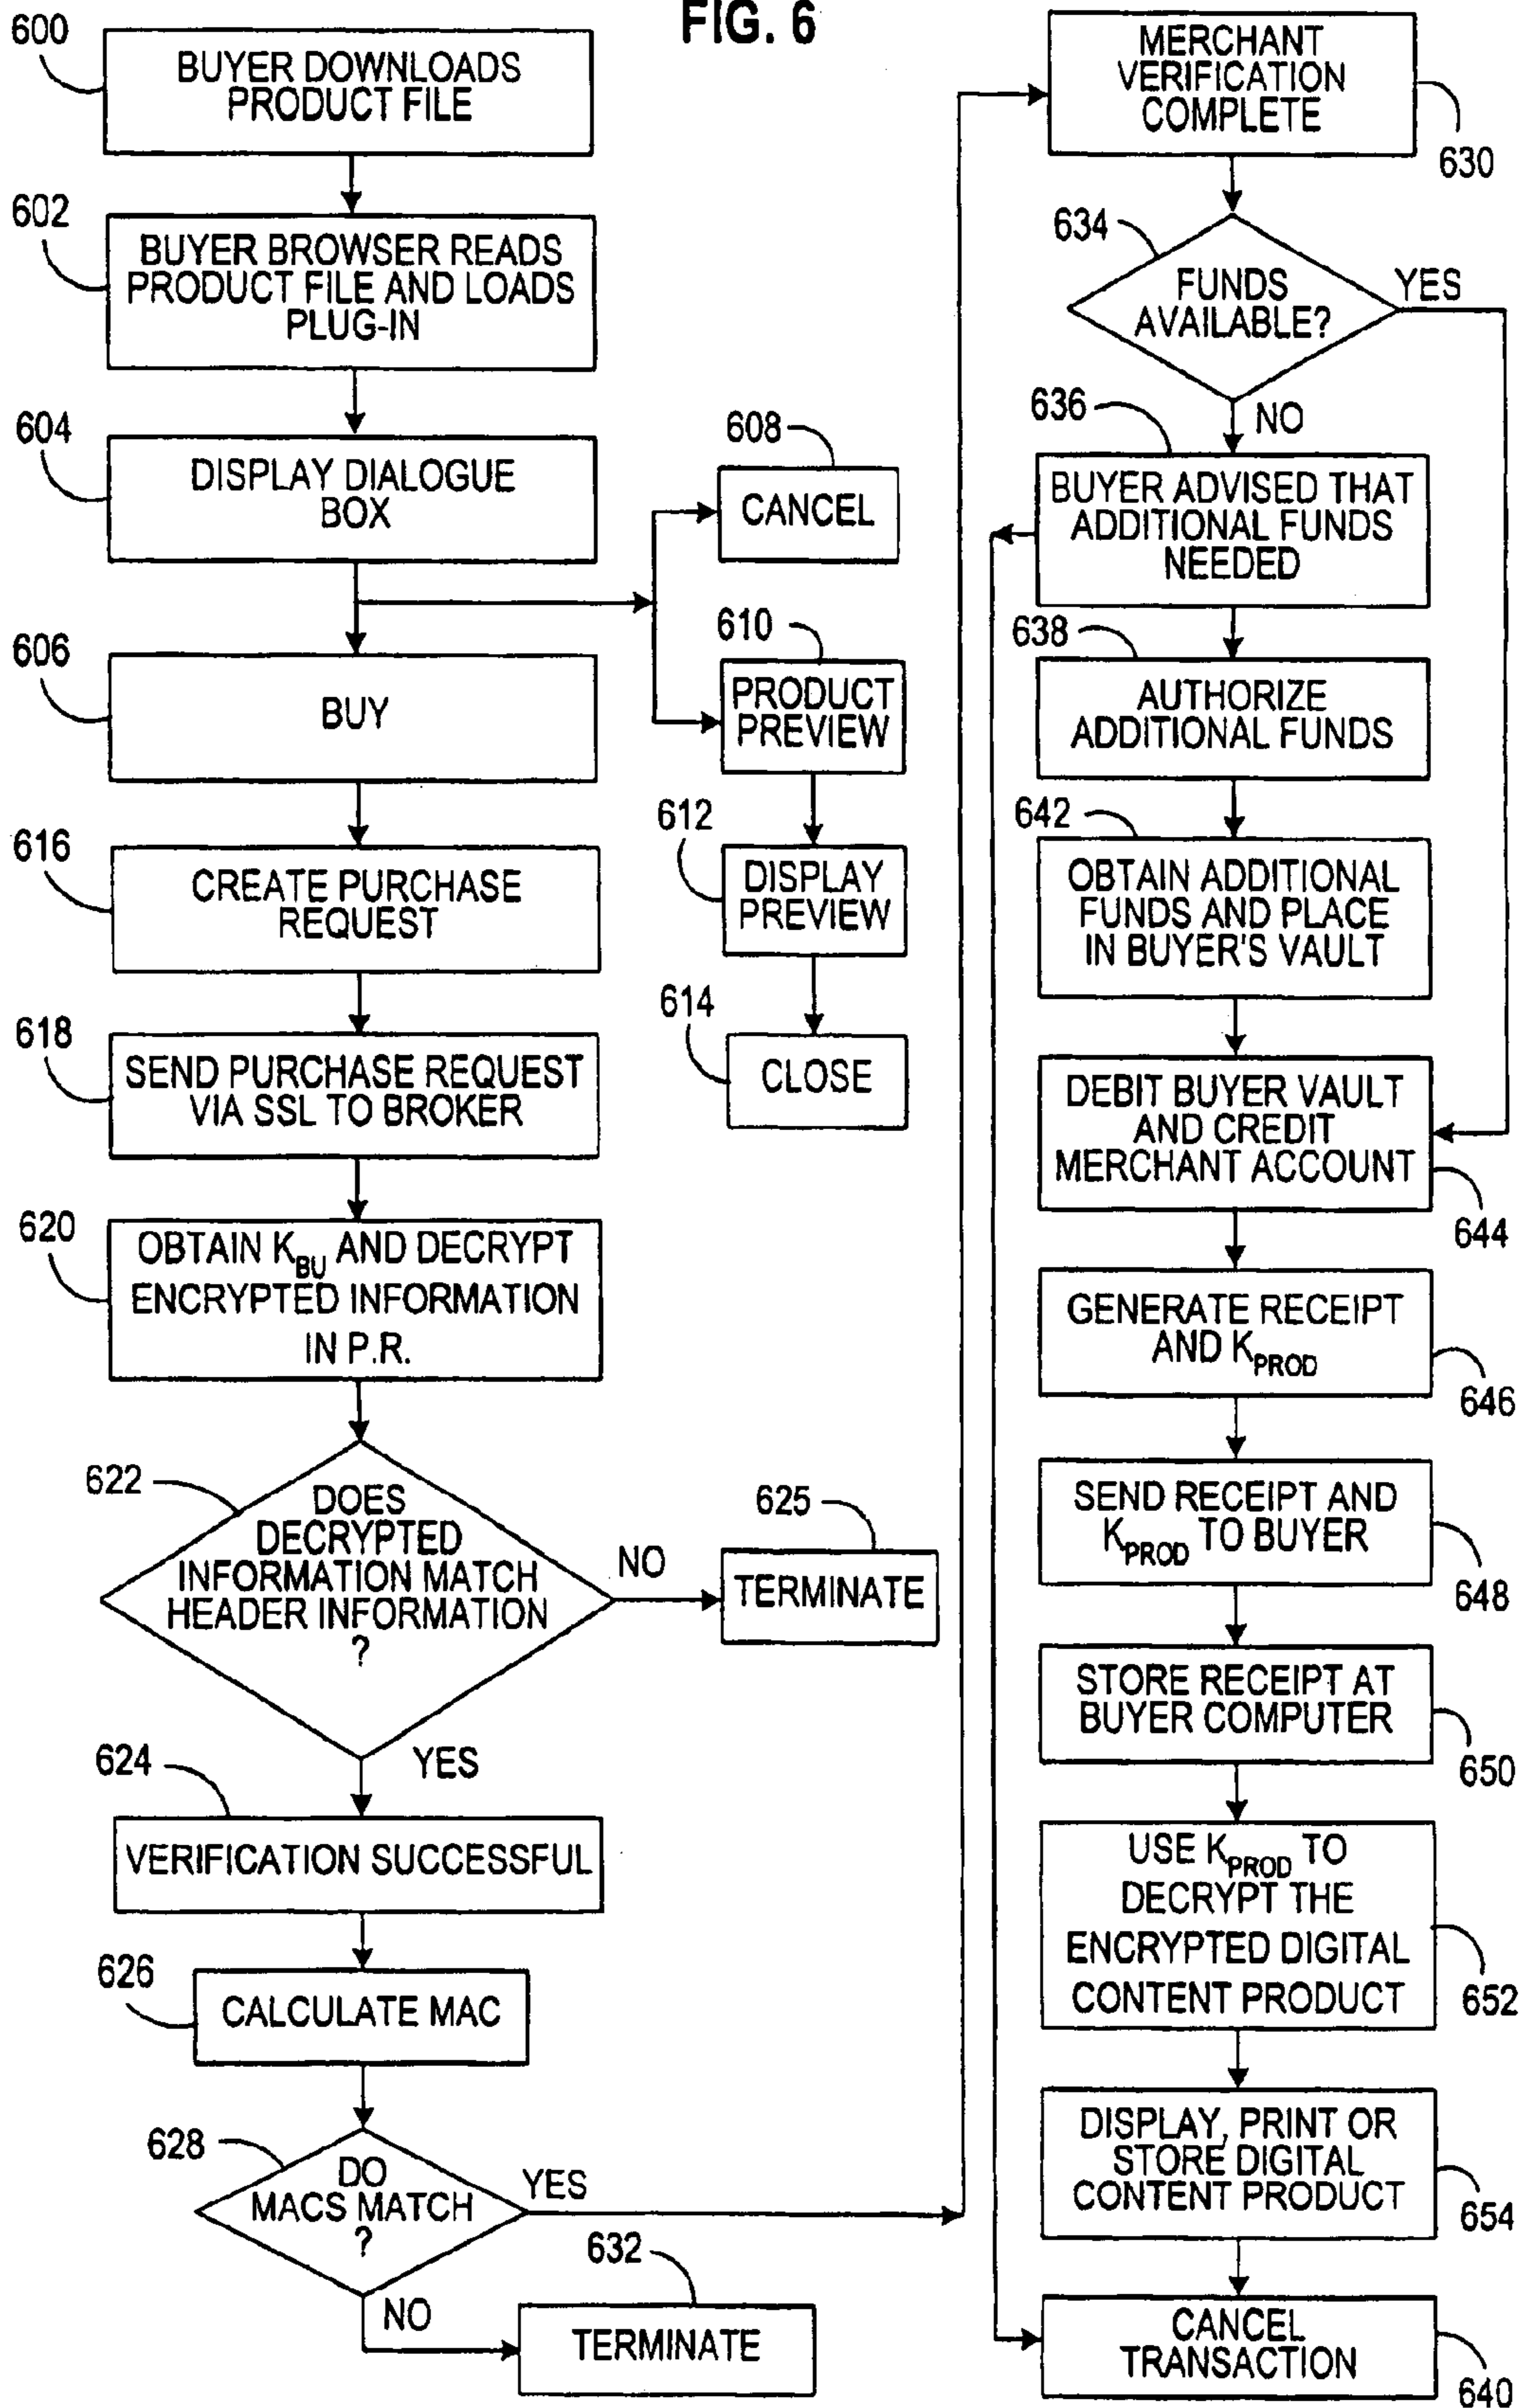 FIG. 6
600
BUYER DOWNLOADS
PRODUCT FILE
602
BUYER BROWSER READS
PRODUCT FILE AND LOADS
PLUG-IN
604
DISPLAY DIALOGUE
BOX
608
CANCEL
606
BUY
610
PRODUCT
PREVIEW
612
DISPLAY
PREVIEW
614
CLOSE
616
CREATE PURCHASE
REQUEST
618
SEND PURCHASE REQUEST
VIA SSL TO BROKER
620
OBTAIN KBU AND DECRYPT
ENCRYPTED INFORMATION
IN P.R.
622
DOES
DECRYPTED
INFORMATION MATCH
HEADER INFORMATION
?
NO
625
TERMINATE
YES
624
VERIFICATION SUCCESSFUL
626
CALCULATE MAC
628
DO
MACS MATCH
?
YES
NO
632
TERMINATE
MERCHANT
VERIFICATION
COMPLETE
630
634
FUNDS
AVAILABLE?
YES
NO
636
BUYER ADVISED THAT
ADDITIONAL FUNDS
NEEDED
638
AUTHORIZE
ADDITIONAL FUNDS
642
OBTAIN ADDITIONAL
FUNDS AND PLACE
IN BUYER'S VAULT
DEBIT BUYER VAULT
AND CREDIT
MERCHANT ACCOUNT
644
GENERATE RECEIPT
AND KPROD
646
SEND RECEIPT AND
KPROD TO BUYER
648
STORE RECEIPT AT
BUYER COMPUTER
650
USE KPROD TO
DECRYPT THE
ENCRYPTED DIGITAL
CONTENT PRODUCT
652
DISPLAY, PRINT OR
STORE DIGITAL
CONTENT PRODUCT
654
CANCEL
TRANSACTION
640